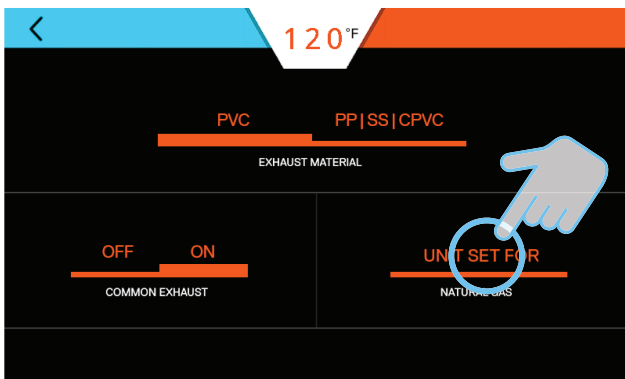 120°F
PVC PP|SS|CPVC
EXHAUST MATERIAL
OFF ON
COMMON EXHAUST
UNIT SET FOR
NATURAL GAS